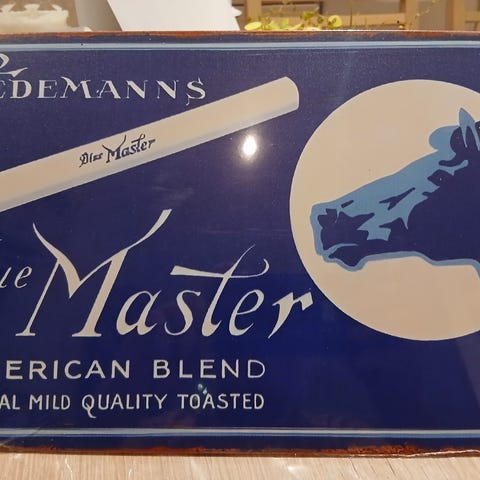 EDEMANNS
Blue Master
ue Master
ERICAN BLEND
AL MILD QUALITY TOASTED